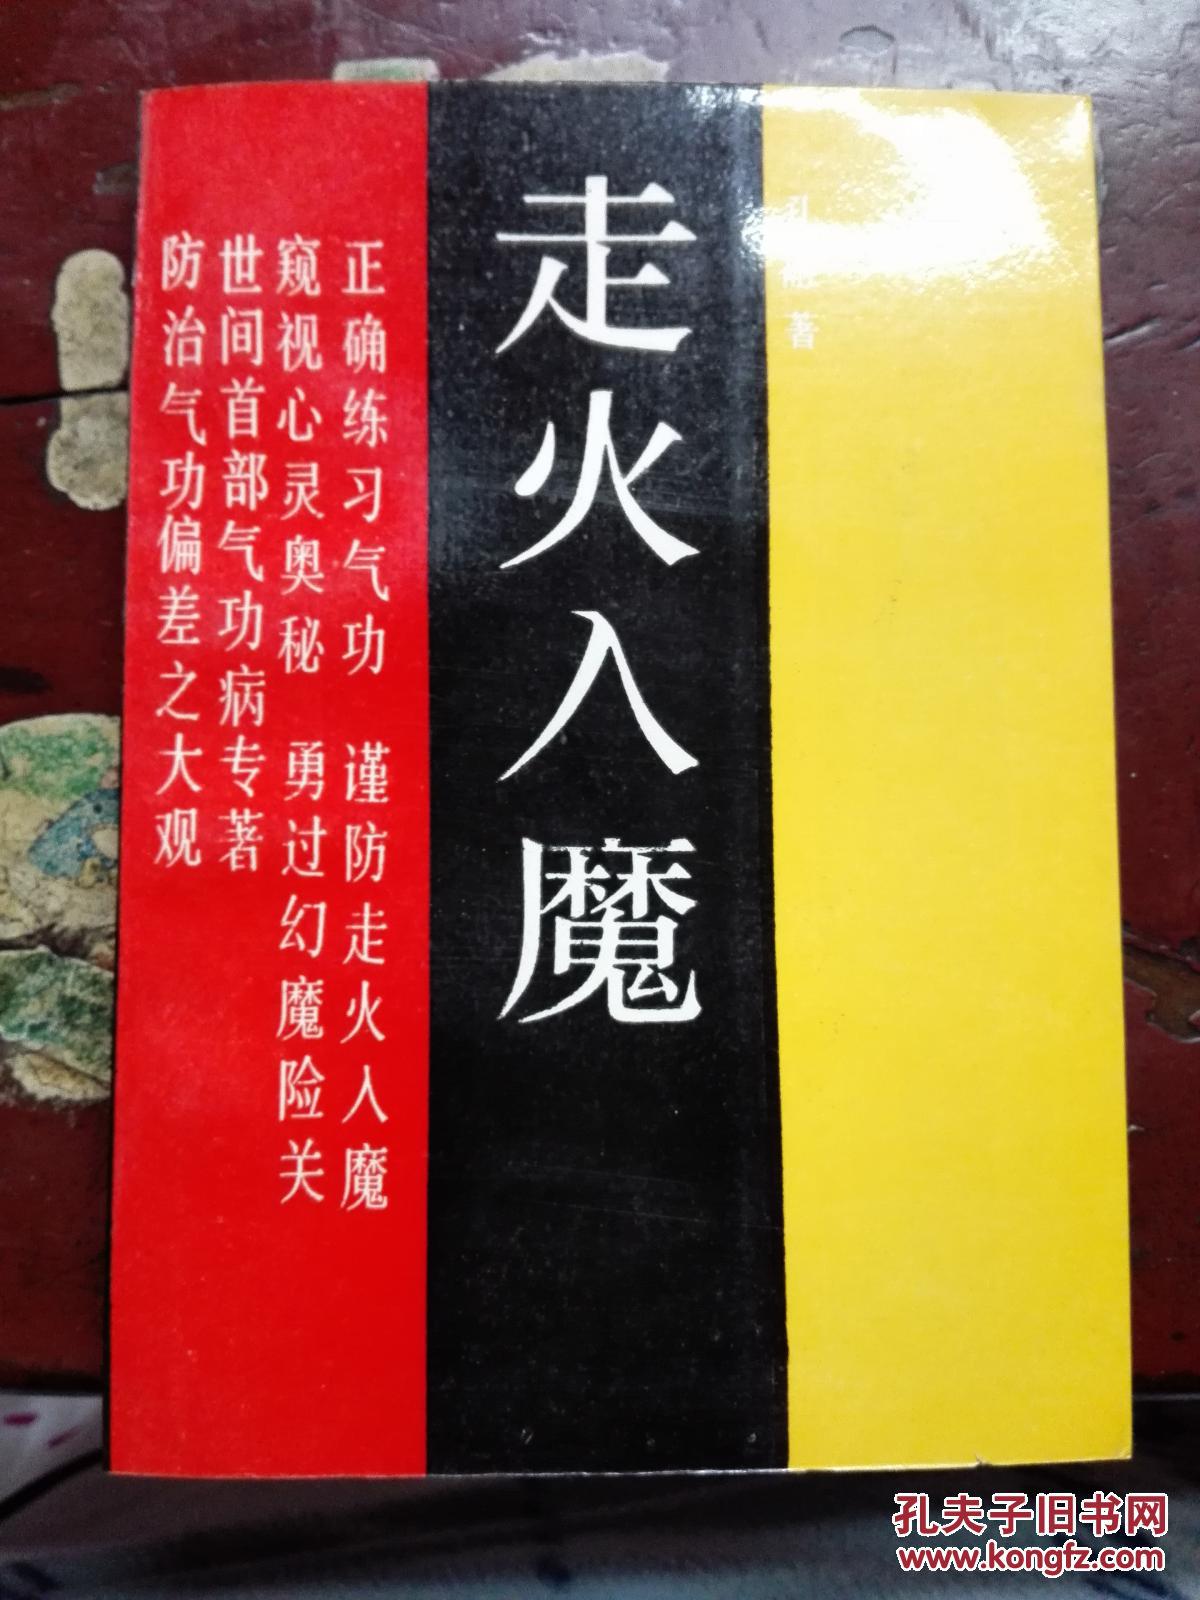 孔
著
走火入魔
正确练习气功 谨防走火入魔
窥视心灵奥秘 勇过幻魔险关
世间首部气功病专著
防治气功偏差之大观
孔夫子旧书网
www.kongfz.com